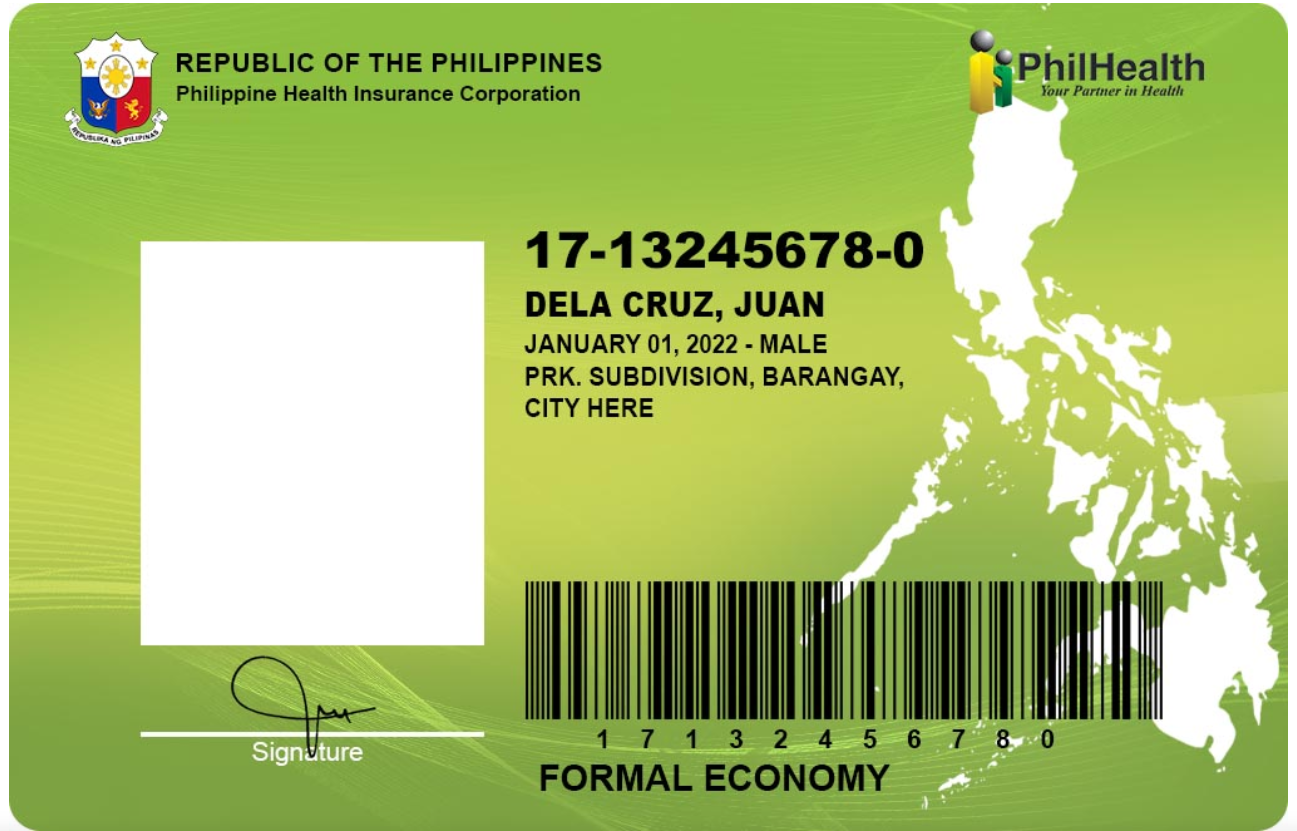 REPUBLIC OF THE PHILIPPINES
Philippine Health Insurance Corporation
REPUBLIKA NG PILIPINAS
PhilHealth
Your Partner in Health
17-13245678-0
DELA CRUZ, JUAN
JANUARY 01, 2022 - MALE
PRK. SUBDIVISION, BARANGAY,
CITY HERE
Signature
1 7 1 3 2 4 5 6 7 8 0
FORMAL ECONOMY